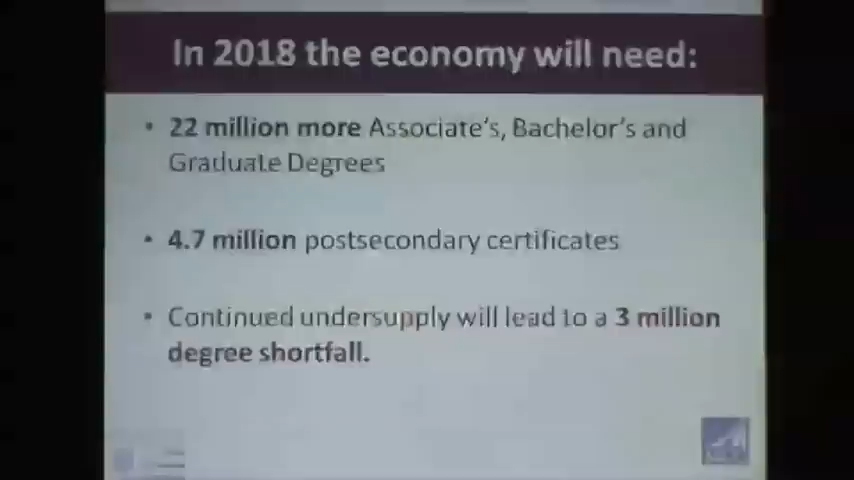 In 2018 the economy will need:
• 22 million more Associate's, Bachelor's and
Graduate Degrees
• 4.7 million postsecondary certificates
• Continued undersupply will lead to a 3 million
degree shortfall.